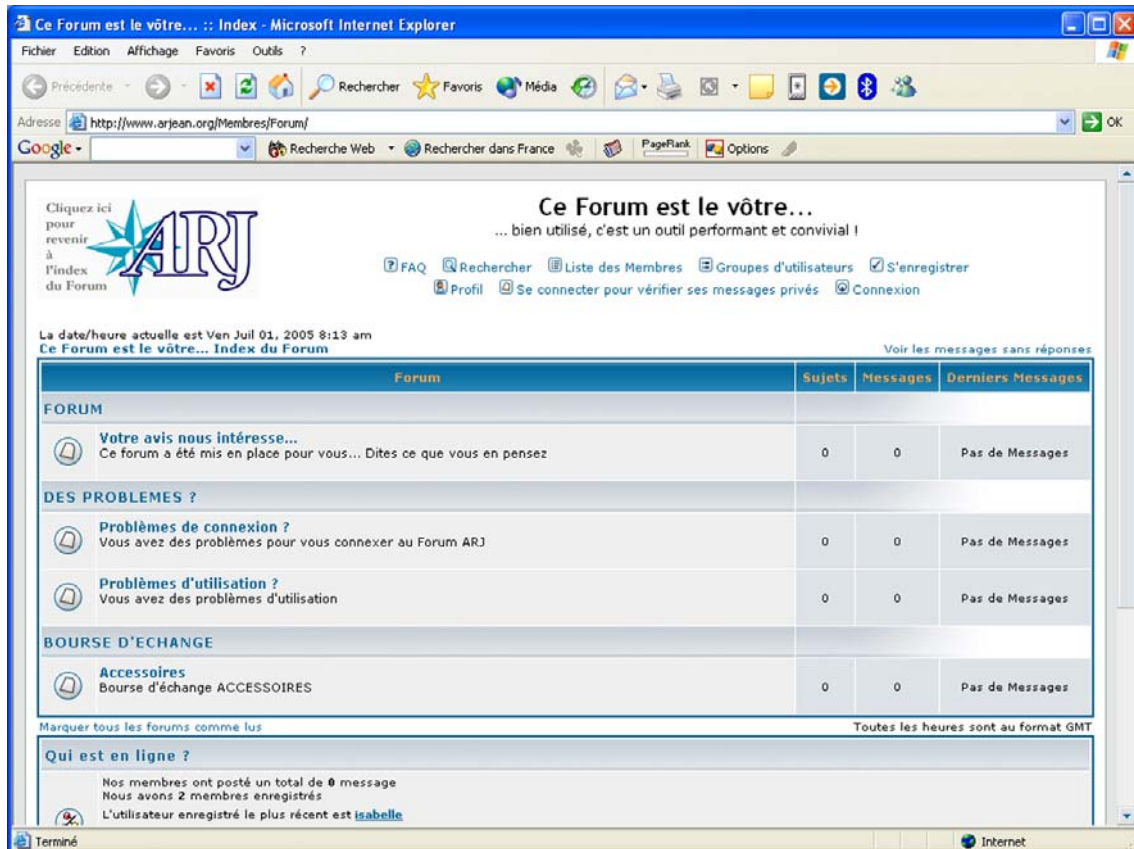 Ce Forum est le vôtre... :: Index - Microsoft Internet Explorer
Fichier Edition Affichage Favoris Outils ?
Précédente Rechercher Favoris Média
Adresse http://www.arjean.org/Membres/Forum/ OK
Google Recherche Web Rechercher dans France PageRank Options
Cliquez ici
pour
revenir
à
l'index
du Forum
ARJ
Ce Forum est le vôtre...
... bien utilisé, c'est un outil performant et convivial !
FAQ Rechercher Liste des Membres Groupes d'utilisateurs S'enregistrer
Profil Se connecter pour vérifier ses messages privés Connexion
La date/heure actuelle est Ven Juil 01, 2005 8:13 am
Ce Forum est le vôtre... Index du Forum Voir les messages sans réponses
Forum Sujets Messages Derniers Messages
FORUM
Votre avis nous intéresse...
Ce forum a été mis en place pour vous... Dites ce que vous en pensez 0 0 Pas de Messages
DES PROBLEMES ?
Problèmes de connexion ?
Vous avez des problèmes pour vous connexer au Forum ARJ 0 0 Pas de Messages
Problèmes d'utilisation ?
Vous avez des problèmes d'utilisation 0 0 Pas de Messages
BOURSE D'ECHANGE
Accessoires
Bourse d'échange ACCESSOIRES 0 0 Pas de Messages
Marquer tous les forums comme lus Toutes les heures sont au format GMT
Qui est en ligne ?
Nos membres ont posté un total de 0 message
Nous avons 2 membres enregistrés
L'utilisateur enregistré le plus récent est isabelle
Terminé Internet